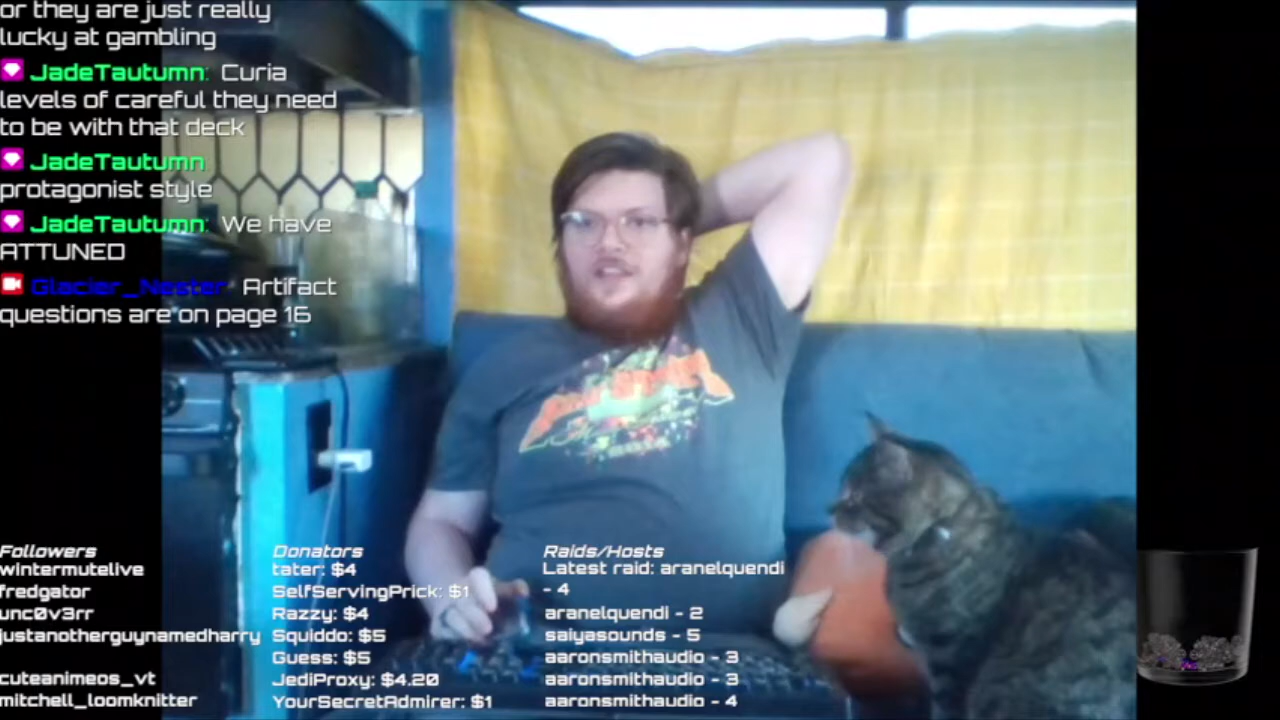 or they are just really
lucky at gambling
JadeTautumn: Curia
levels of careful they need
to be with that deck
JadeTautumn
protagonist style
JadeTautumn: We have
ATTUNED
Glacier_Nester Artifact
questions are on page 16
Followers
wintermutelive
fredgator
unc0v3rr
justanotherguynamedharry
cuteanimeos_vt
mitchell_loomknitter
Donators
tater: $4
SelfServingPrick: $1
Razzy: $4
Squiddo: $5
Guess: $5
JediProxy: $4.20
YourSecretAdmirer: $1
Raids/Hosts
Latest raid: aranelquendi
- 4
aranelquendi - 2
saiyasounds - 5
aaronsmithaudio - 3
aaronsmithaudio - 3
aaronsmithaudio - 4